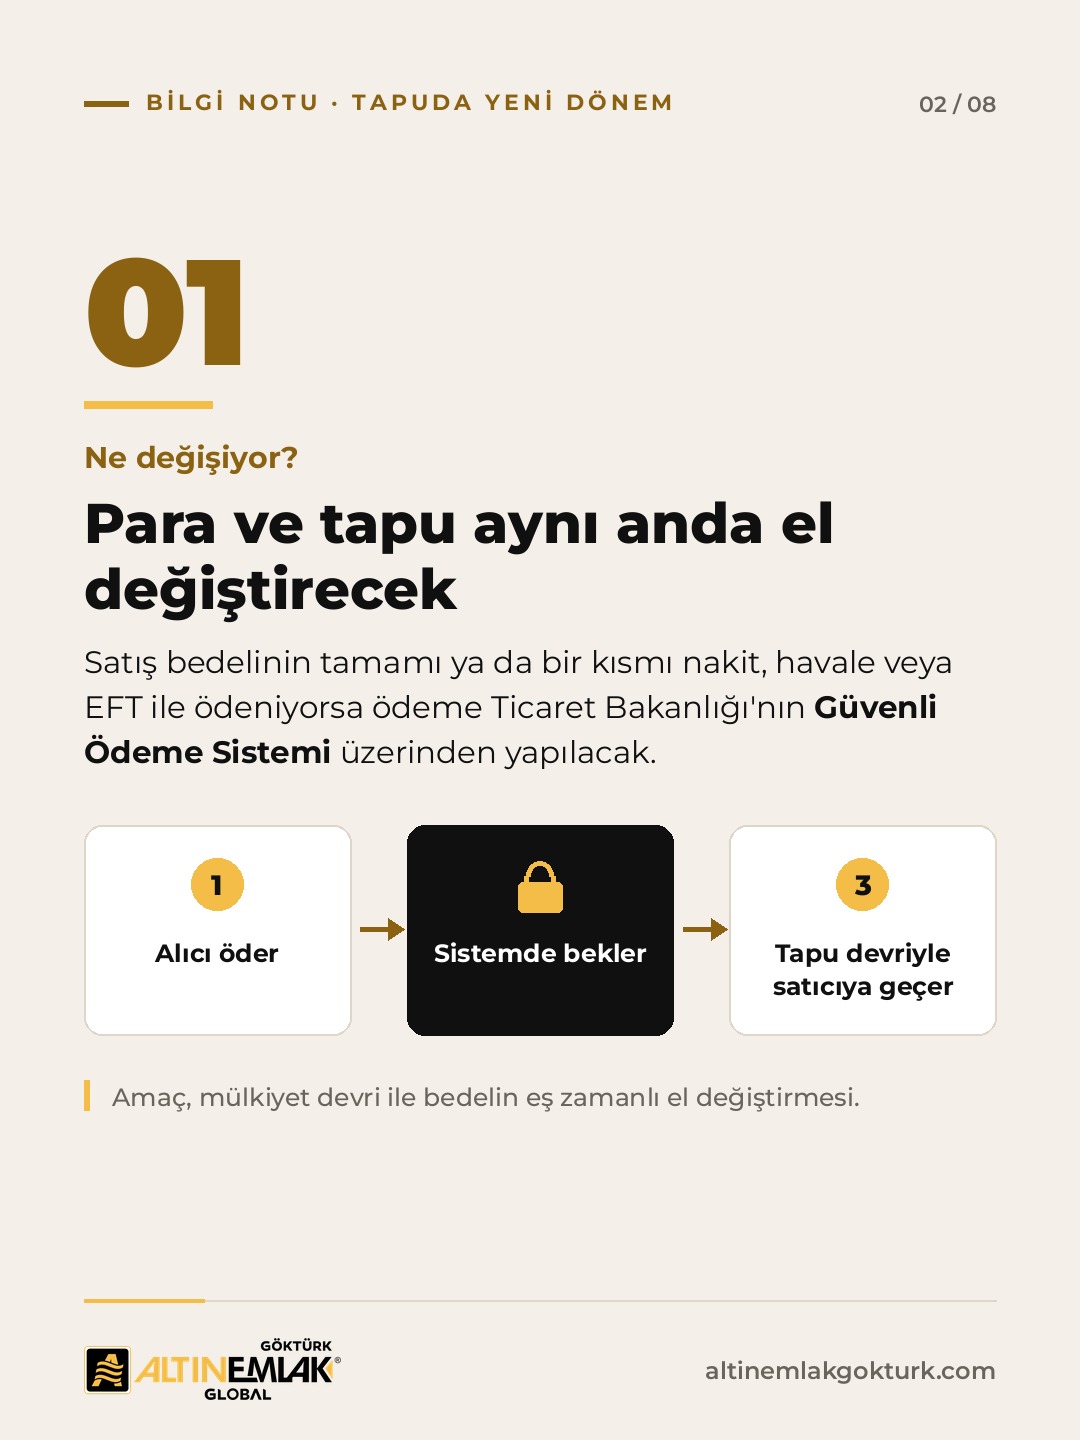 BİLGİ NOTU · TAPUDA YENİ DÖNEM
02 / 08
01
Ne değişiyor?
Para ve tapu aynı anda el
değiştirecek
Satış bedelinin tamamı ya da bir kısmı nakit, havale veya
EFT ile ödeniyorsa ödeme Ticaret Bakanlığı'nın Güvenli
Ödeme Sistemi üzerinden yapılacak.
1
Alıcı öder
Sistemde bekler
3
Tapu devriyle
satıcıya geçer
Amaç, mülkiyet devri ile bedelin eş zamanlı el değiştirmesi.
GÖKTÜRK
ALTINEMLAK®
GLOBAL
altinemlakgokturk.com